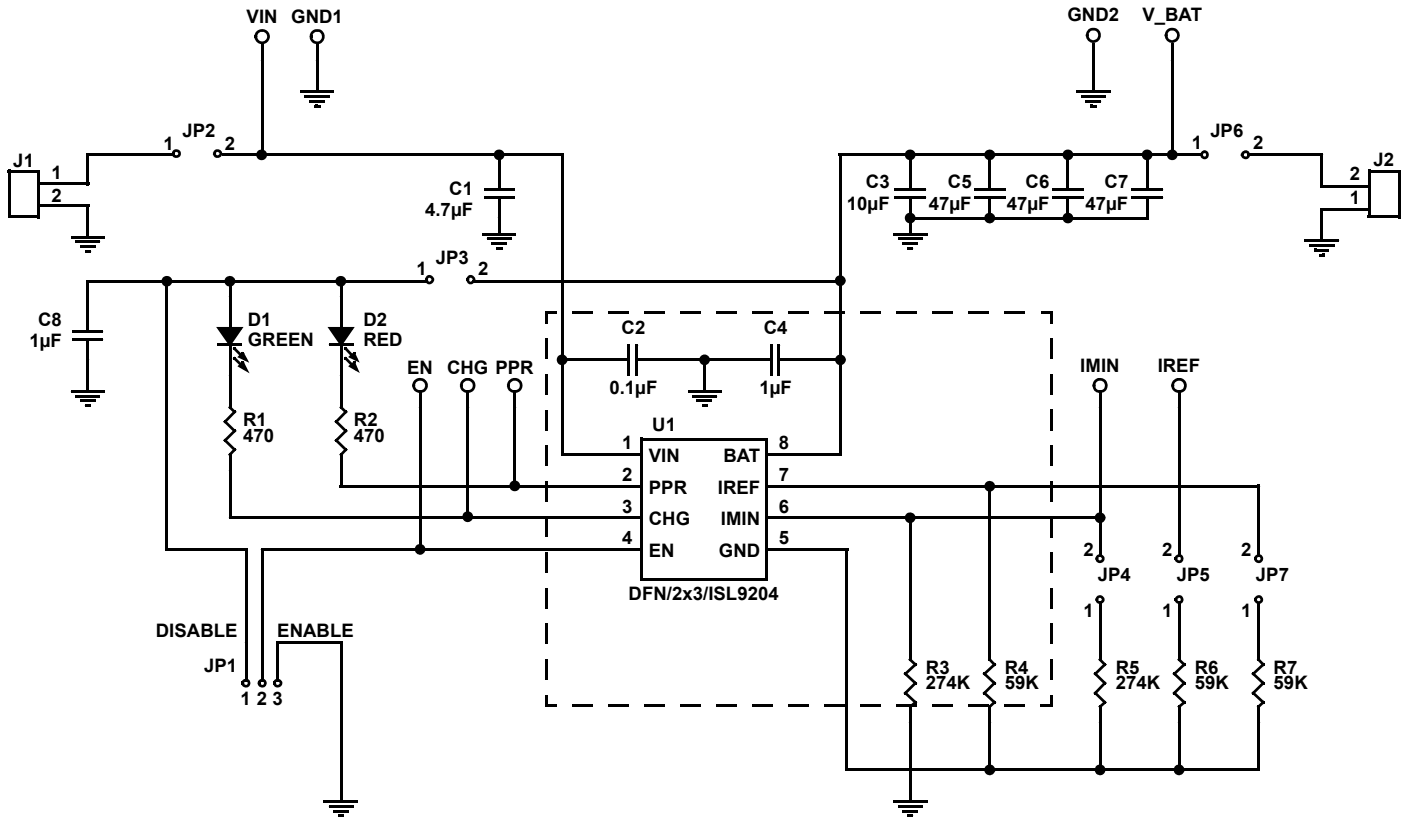 VIN GND1
GND2 V_BAT
1 JP2 2
1 JP6 2
J1
1
2
J2
2
1
C1
4.7µF
C3
10µF
C5
47µF
C6
47µF
C7
47µF
1 JP3 2
C8
1µF
D1
GREEN
D2
RED
C2
0.1µF
C4
1µF
EN CHG PPR
IMIN IREF
R1
470
R2
470
U1
1 VIN BAT 8
2 PPR IREF 7
3 CHG IMIN 6
4 EN GND 5
DFN/2x3/ISL9204
2
JP4
1
2
JP5
1
2
JP7
1
DISABLE ENABLE
JP1
1 2 3
R3
274K
R4
59K
R5
274K
R6
59K
R7
59K